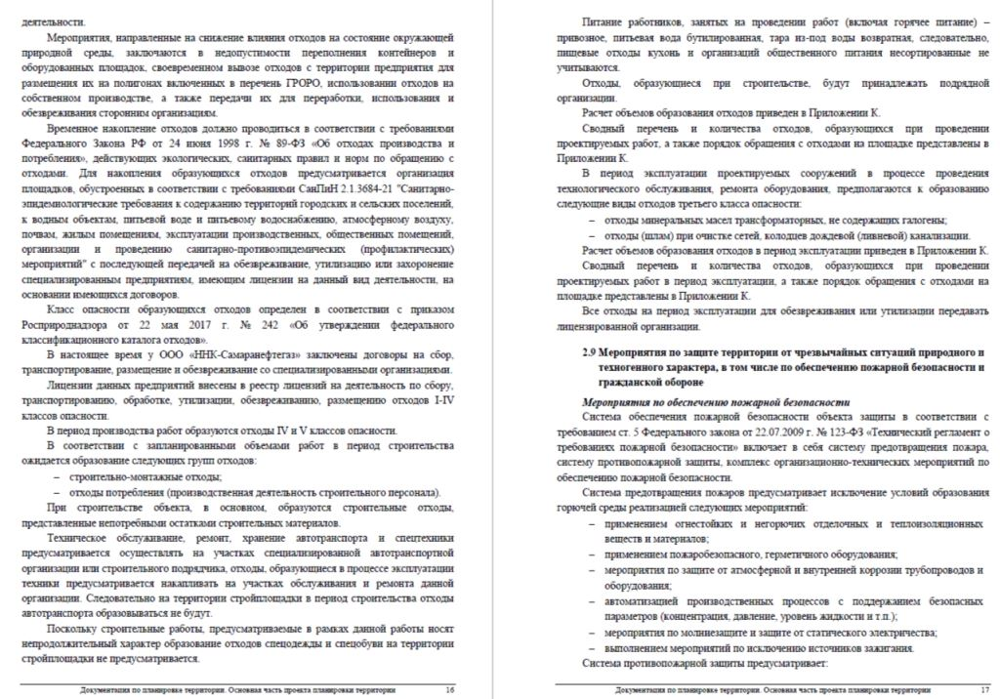 деятельности.
Мероприятия, направленные на снижение влияния отходов на состояние окружающей
природной среды, заключаются в недопустимости переполнения контейнеров и
оборудованных площадок, своевременном вывозе отходов с территории предприятия для
размещения их на полигонах включенных в перечень ГРОРО, использовании отходов на
собственном производстве, а также передачи их для переработки, использования и
обезвреживания сторонним организациям.
Временное накопление отходов должно проводиться в соответствии с требованиями
Федерального Закона РФ от 24 июня 1998 г. № 89-ФЗ «Об отходах производства и
потребления», действующих экологических, санитарных правил и норм по обращению с
отходами. Для накопления образующихся отходов предусматривается организация
площадок, обустроенных в соответствии с требованиями СанПиН 2.1.3684-21 "Санитарно-
эпидемиологические требования к содержанию территорий городских и сельских поселений,
к водным объектам, питьевой воде и питьевому водоснабжению, атмосферному воздуху,
почвам, жилым помещениям, эксплуатации производственных, общественных помещений,
организации и проведению санитарно-противоэпидемических (профилактических)
мероприятий" с последующей передачей на обезвреживание, утилизацию или захоронение
специализированным предприятиям, имеющим лицензии на данный вид деятельности, на
основании имеющихся договоров.
Класс опасности образующихся отходов определен в соответствии с приказом
Росприроднадзора от 22 мая 2017 г. № 242 «Об утверждении федерального
классификационного каталога отходов».
В настоящее время у ООО «ННК-Самаранефтегаз» заключены договоры на сбор,
транспортирование, размещение и обезвреживание со специализированными организациями.
Лицензии данных предприятий внесены в реестр лицензий на деятельность по сбору,
транспортированию, обработке, утилизации, обезвреживанию, размещению отходов I-IV
классов опасности.
В период производства работ образуются отходы IV и V классов опасности.
В соответствии с запланированными объемами работ в период строительства
ожидается образование следующих групп отходов:
– строительно-монтажные отходы;
– отходы потребления (производственная деятельность строительного персонала).
При строительстве объекта, в основном, образуются строительные отходы,
представленные непотребными остатками строительных материалов.
Техническое обслуживание, ремонт, хранение автотранспорта и спецтехники
предусматривается осуществлять на участках специализированной автотранспортной
организации или строительного подрядчика, отходы, образующиеся в процессе эксплуатации
техники предусматривается накапливать на участках обслуживания и ремонта данной
организации. Следовательно на территории стройплощадки в период строительства отходы
автотранспорта образовываться не будут.
Поскольку строительные работы, предусматриваемые в рамках данной работы носят
непродолжительный характер образование отходов спецодежды и спецобуви на территории
стройплощадки не предусматривается.
Документация по планировке территории. Основная часть проекта планировки территории 16
Питание работников, занятых на проведении работ (включая горячее питание) –
привозное, питьевая вода бутилированная, тара из-под воды возвратная, следовательно,
пищевые отходы кухонь и организаций общественного питания несортированные не
учитываются.
Отходы, образующиеся при строительстве, будут принадлежать подрядной
организации.
Расчет объемов образования отходов приведен в Приложении К.
Сводный перечень и количества отходов, образующихся при проведении
проектируемых работ, а также порядок обращения с отходами на площадке представлены в
Приложении К.
В период эксплуатации проектируемых сооружений в процессе проведения
технологического обслуживания, ремонта оборудования, предполагаются к образованию
следующие виды отходов третьего класса опасности:
– отходы минеральных масел трансформаторных, не содержащих галогены;
– отходы (шлам) при очистке сетей, колодцев дождевой (ливневой) канализации.
Расчет объемов образования отходов в период эксплуатации приведен в Приложении К.
Сводный перечень и количества отходов, образующихся при проведении
проектируемых работ в период эксплуатации, а также порядок обращения с отходами на
площадке представлены в Приложении К.
Все отходы на период эксплуатации для обезвреживания или утилизации передавать
лицензированной организации.
2.9 Мероприятия по защите территории от чрезвычайных ситуаций природного и
техногенного характера, в том числе по обеспечению пожарной безопасности и
гражданской обороне
Мероприятия по обеспечению пожарной безопасности
Система обеспечения пожарной безопасности объекта защиты в соответствии с
требованием ст. 5 Федерального закона от 22.07.2009 г. № 123-ФЗ «Технический регламент о
требованиях пожарной безопасности» включает в себя систему предотвращения пожара,
систему противопожарной защиты, комплекс организационно-технических мероприятий по
обеспечению пожарной безопасности.
Система предотвращения пожаров предусматривает исключение условий образования
горючей среды реализацией следующих мероприятий:
– применением огнестойких и негорючих отделочных и теплоизоляционных
веществ и материалов;
– применением пожаробезопасного, герметичного оборудования;
– мероприятия по защите от атмосферной и внутренней коррозии трубопроводов и
оборудования;
– автоматизацией производственных процессов с поддержанием безопасных
параметров (концентрация, давление, уровень жидкости и т.п.);
– мероприятия по молниезащите и защите от статического электричества;
– выполнением мероприятий по исключению источников зажигания.
Система противопожарной защиты предусматривает:
Документация по планировке территории. Основная часть проекта планировки территории 17